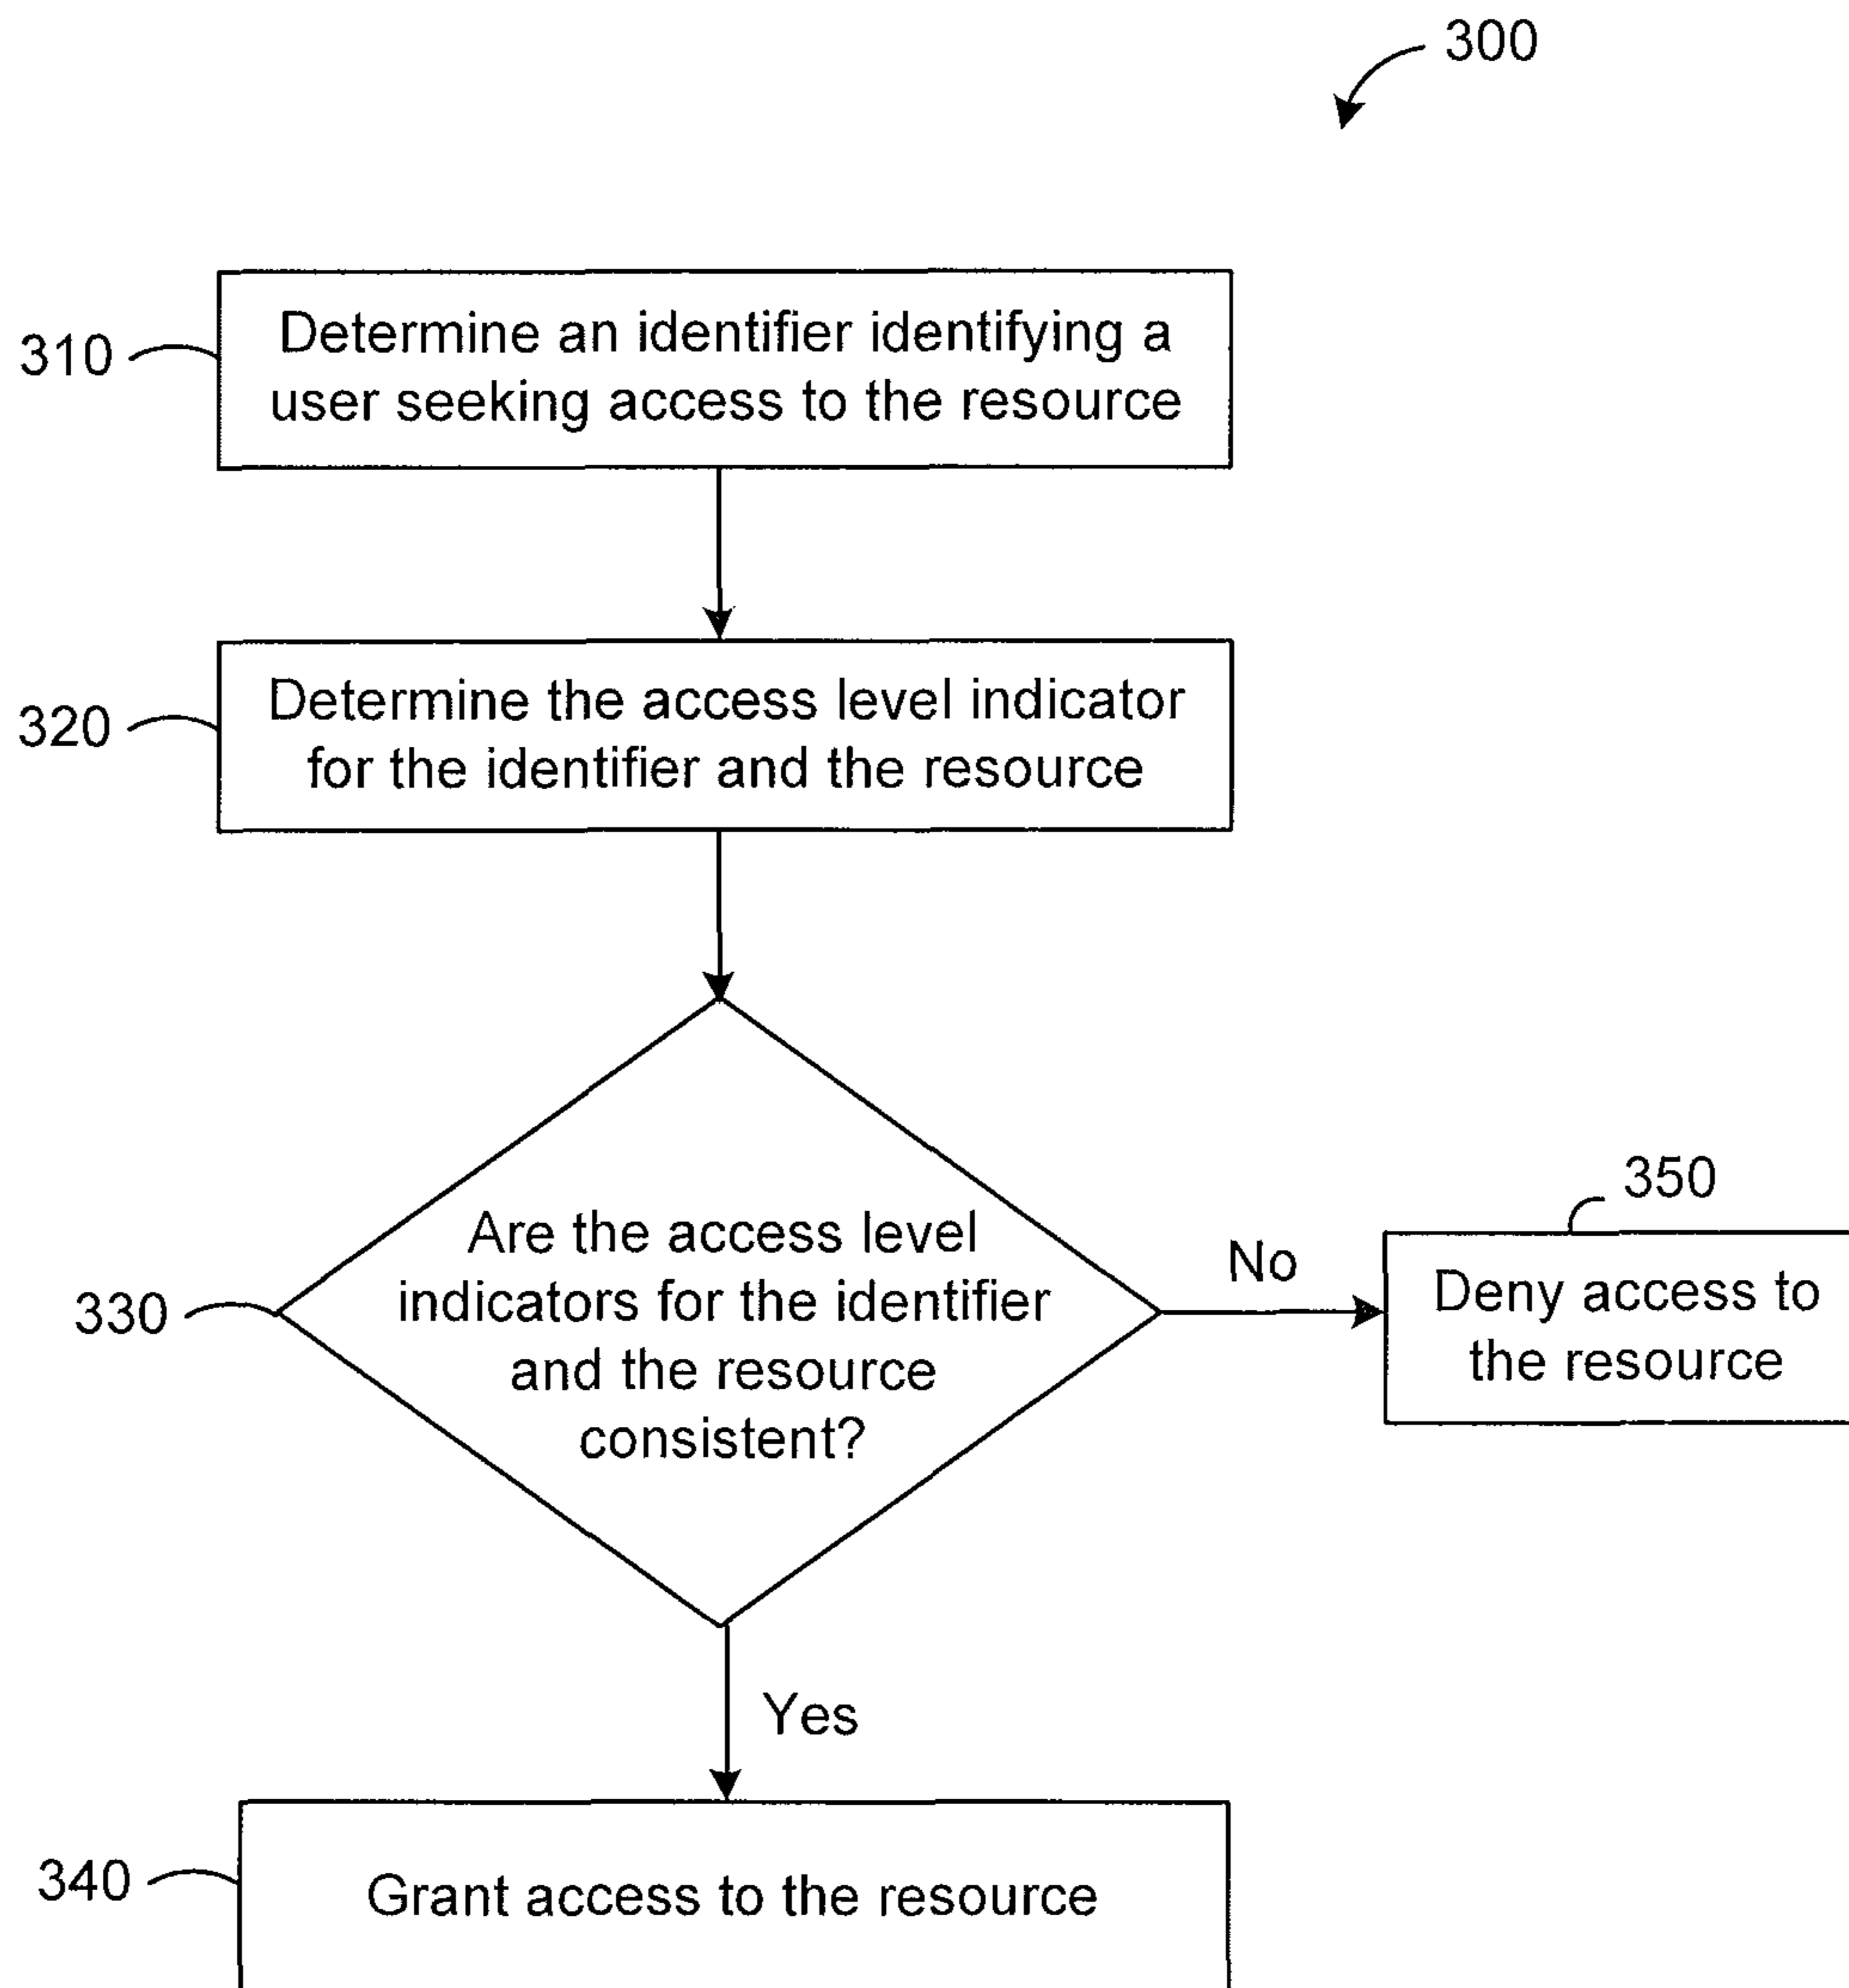 300
310
Determine an identifier identifying a
user seeking access to the resource
320
Determine the access level indicator
for the identifier and the resource
330
Are the access level
indicators for the identifier
and the resource
consistent?
No
350
Deny access to
the resource
Yes
340
Grant access to the resource